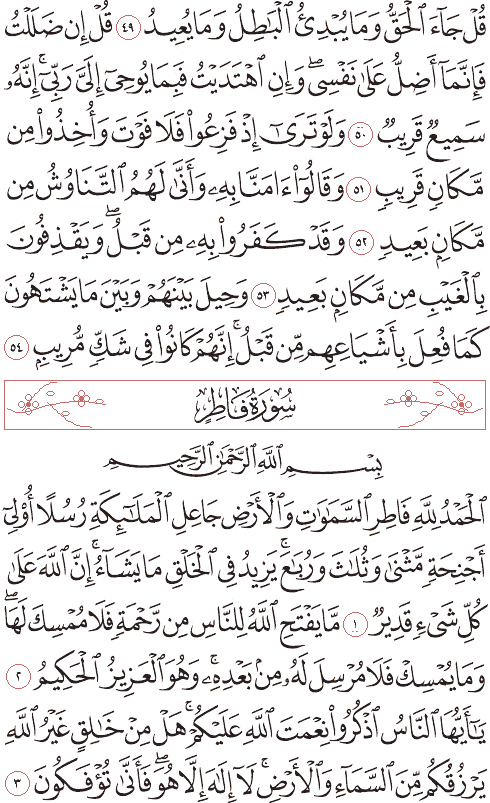 قُلْ جَآءَ ٱلْحَقُّ وَمَا يُبْدِئُ ٱلْبَٰطِلُ وَمَا يُعِيدُ ٤٩ قُلْ إِن ضَلَلْتُ
فَإِنَّمَآ أَضِلُّ عَلَىٰ نَفْسِى ۖ وَإِنِ ٱهْتَدَيْتُ فَبِمَا يُوحِىٓ إِلَىَّ رَبِّىٓ ۚ إِنَّهُۥ
سَمِيعٌ قَرِيبٌ ٥٠ وَلَوْ تَرَىٰٓ إِذْ فَزِعُوا۟ فَلَا فَوْتَ وَأُخِذُوا۟ مِن
مَّكَانٍ قَرِيبٍ ٥١ وَقَالُوٓا۟ ءَامَنَّا بِهِۦ وَأَنَّىٰ لَهُمُ ٱلتَّنَاوُشُ مِن
مَّكَانٍۭ بَعِيدٍ ٥٢ وَقَدْ كَفَرُوا۟ بِهِۦ مِن قَبْلُ ۖ وَيَقْذِفُونَ
بِٱلْغَيْبِ مِن مَّكَانٍۭ بَعِيدٍ ٥٣ وَحِيلَ بَيْنَهُمْ وَبَيْنَ مَا يَشْتَهُونَ
كَمَا فُعِلَ بِأَشْيَاعِهِم مِّن قَبْلُ ۚ إِنَّهُمْ كَانُوا۟ فِى شَكٍّ مُّرِيبٍۭ ٥٤
سُورَةُ فَاطِرٍ
بِسْمِ ٱللَّهِ ٱلرَّحْمَٰنِ ٱلرَّحِيمِ
ٱلْحَمْدُ لِلَّهِ فَاطِرِ ٱلسَّمَٰوَٰتِ وَٱلْأَرْضِ جَاعِلِ ٱلْمَلَٰٓئِكَةِ رُسُلًا أُو۟لِىٓ
أَجْنِحَةٍ مَّثْنَىٰ وَثُلَٰثَ وَرُبَٰعَ ۚ يَزِيدُ فِى ٱلْخَلْقِ مَا يَشَآءُ ۚ إِنَّ ٱللَّهَ عَلَىٰ
كُلِّ شَىْءٍ قَدِيرٌ ١ مَّا يَفْتَحِ ٱللَّهُ لِلنَّاسِ مِن رَّحْمَةٍ فَلَا مُمْسِكَ لَهَا ۖ
وَمَا يُمْسِكْ فَلَا مُرْسِلَ لَهُۥ مِنۢ بَعْدِهِۦ ۚ وَهُوَ ٱلْعَزِيزُ ٱلْحَكِيمُ ٢
يَٰٓأَيُّهَا ٱلنَّاسُ ٱذْكُرُوا۟ نِعْمَتَ ٱللَّهِ عَلَيْكُمْ ۚ هَلْ مِنْ خَٰلِقٍ غَيْرُ ٱللَّهِ
يَرْزُقُكُم مِّنَ ٱلسَّمَآءِ وَٱلْأَرْضِ ۚ لَآ إِلَٰهَ إِلَّا هُوَ ۖ فَأَنَّىٰ تُؤْفَكُونَ ٣